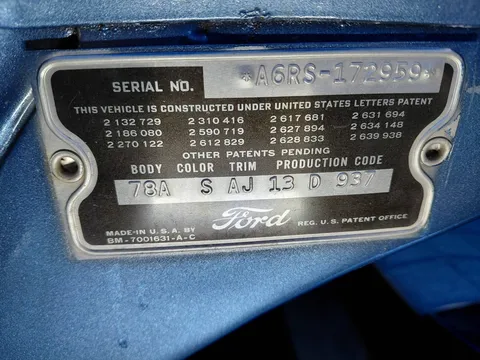 SERIAL NO. *A6RS-172959*
THIS VEHICLE IS CONSTRUCTED UNDER UNITED STATES LETTERS PATENT
2 132 729 2 310 416 2 617 681 2 631 694
2 186 080 2 590 719 2 627 894 2 634 148
2 270 122 2 612 829 2 628 833 2 639 938
OTHER PATENTS PENDING
BODY COLOR TRIM PRODUCTION CODE
78A S AJ 13 D 937
MADE IN U.S.A. BY Ford REG. U.S. PATENT OFFICE
BM-7001631-A-C